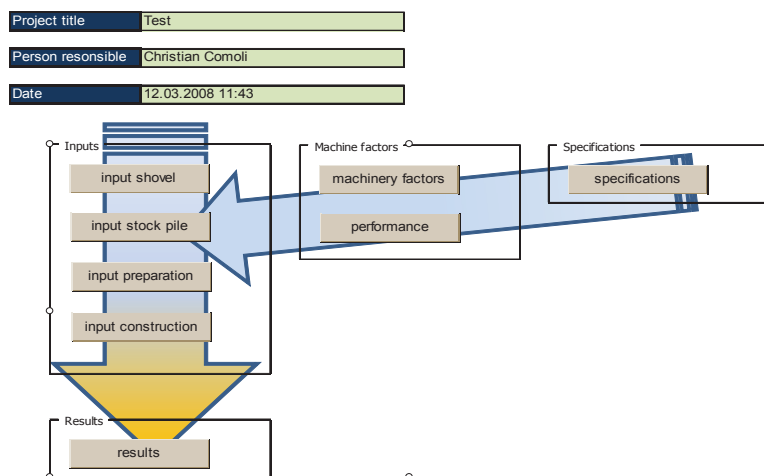 Project title Test
Person resonsible Christian Comoli
Date 12.03.2008 11:43
Inputs Machine factors Specifications
input shovel machinery factors specifications
input stock pile performance
input preparation
input construction
Results
results